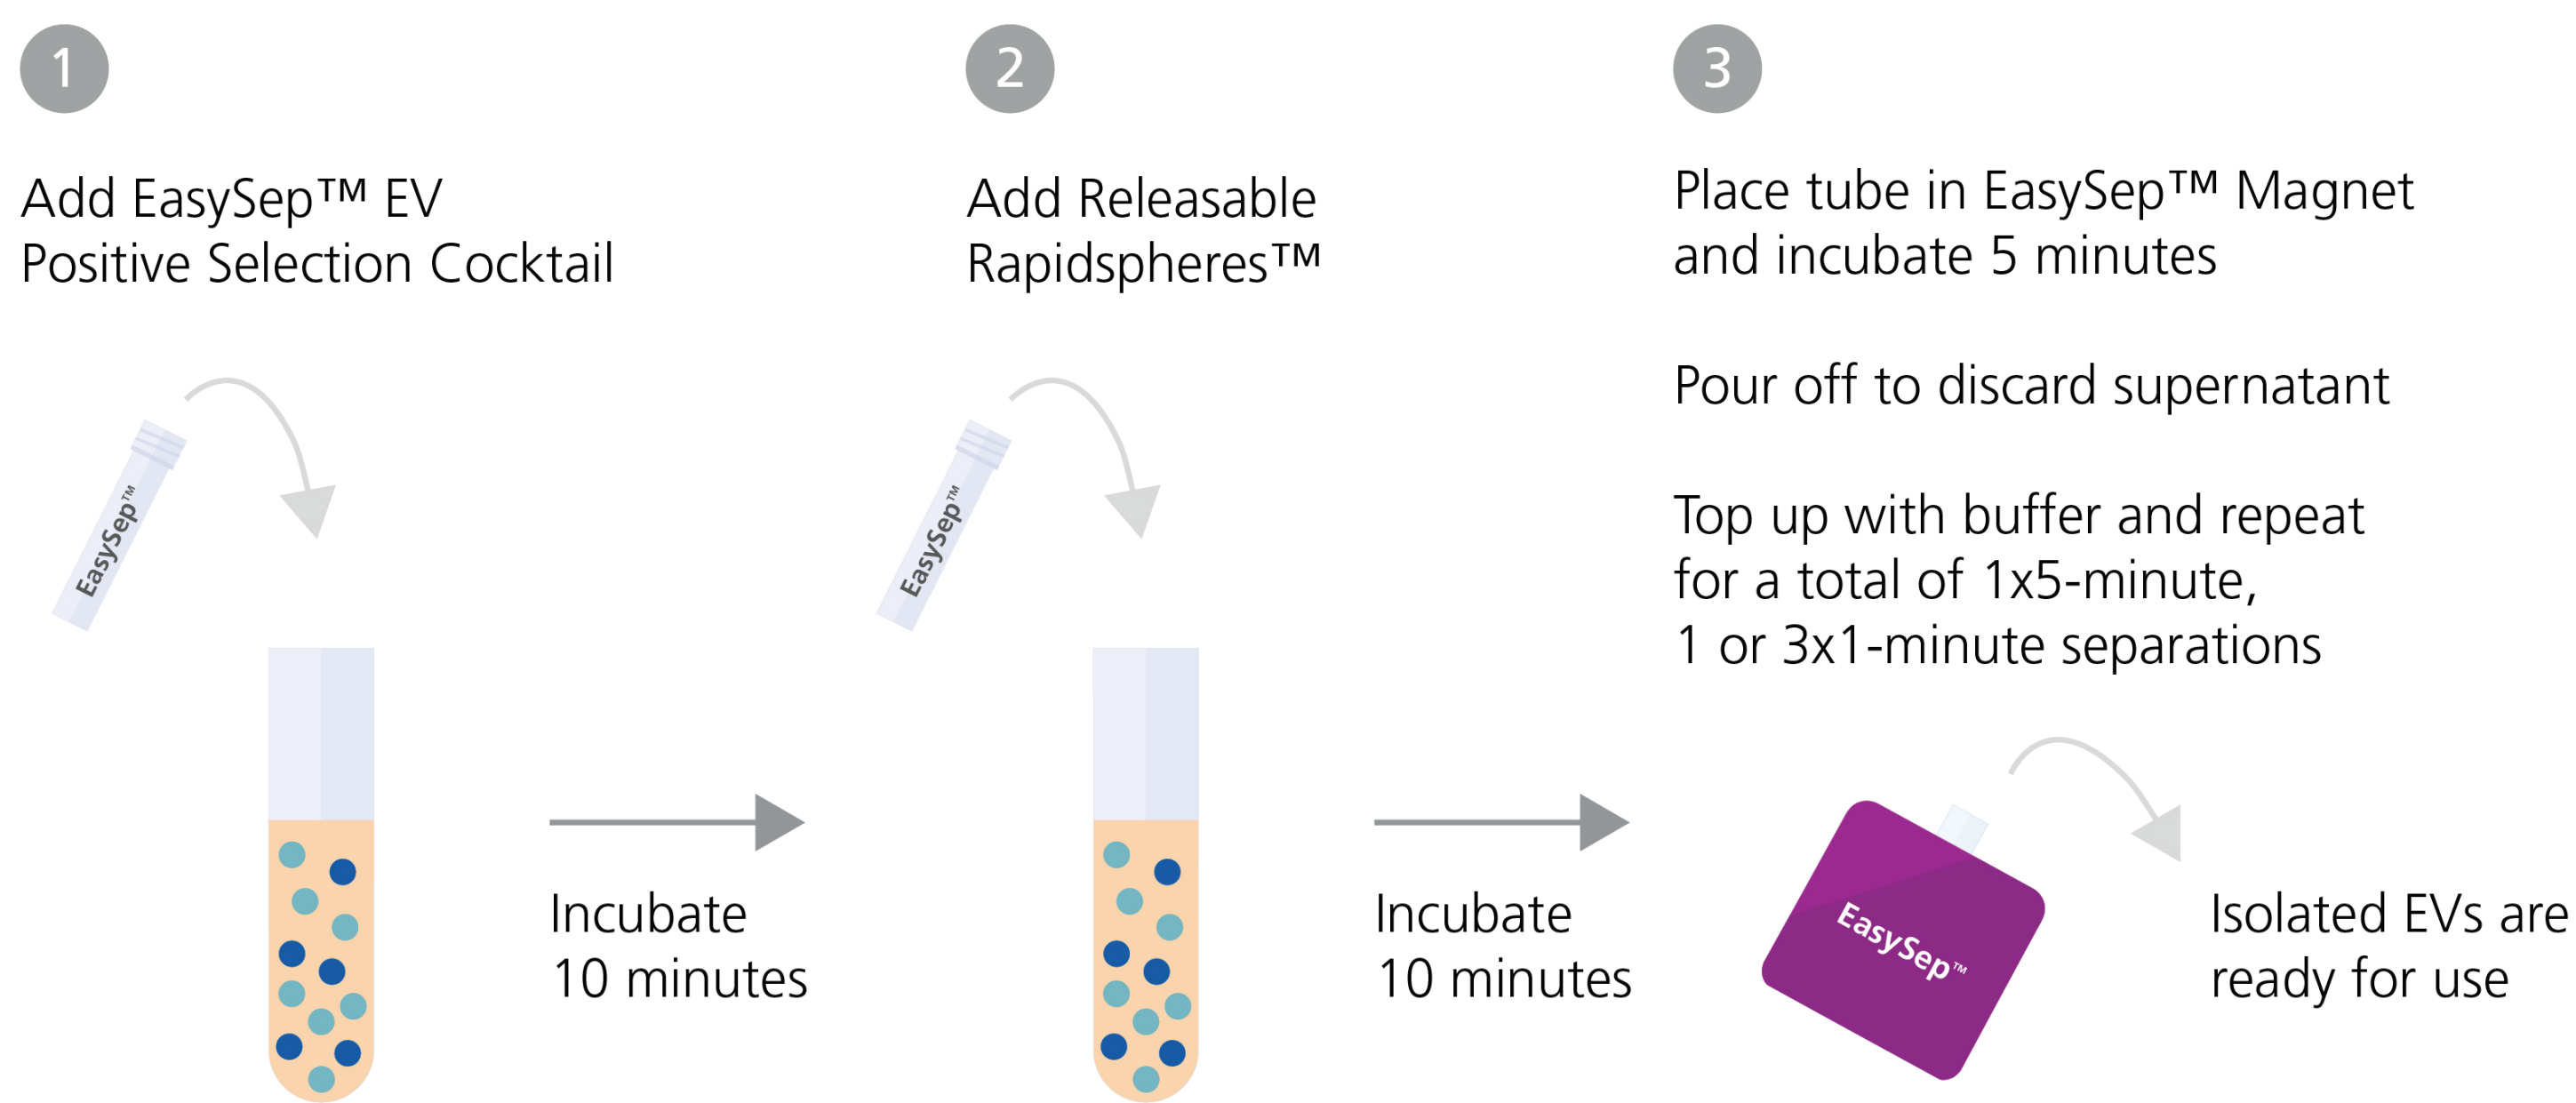 1
Add EasySep™ EV
Positive Selection Cocktail
EasySep™
Incubate
10 minutes
2
Add Releasable
Rapidspheres™
EasySep™
Incubate
10 minutes
3
Place tube in EasySep™ Magnet
and incubate 5 minutes
Pour off to discard supernatant
Top up with buffer and repeat
for a total of 1x5-minute,
1 or 3x1-minute separations
EasySep™
Isolated EVs are
ready for use